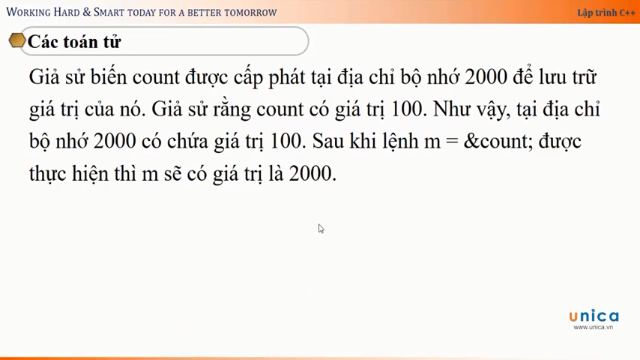 WORKING HARD & SMART TODAY FOR A BETTER TOMORROW
Lập trình C++
Các toán tử
Giả sử biến count được cấp phát tại địa chỉ bộ nhớ 2000 để lưu trữ
giá trị của nó. Giả sử rằng count có giá trị 100. Như vậy, tại địa chỉ
bộ nhớ 2000 có chứa giá trị 100. Sau khi lệnh m = &count; được
thực hiện thì m sẽ có giá trị là 2000.
unica
www.unica.vn